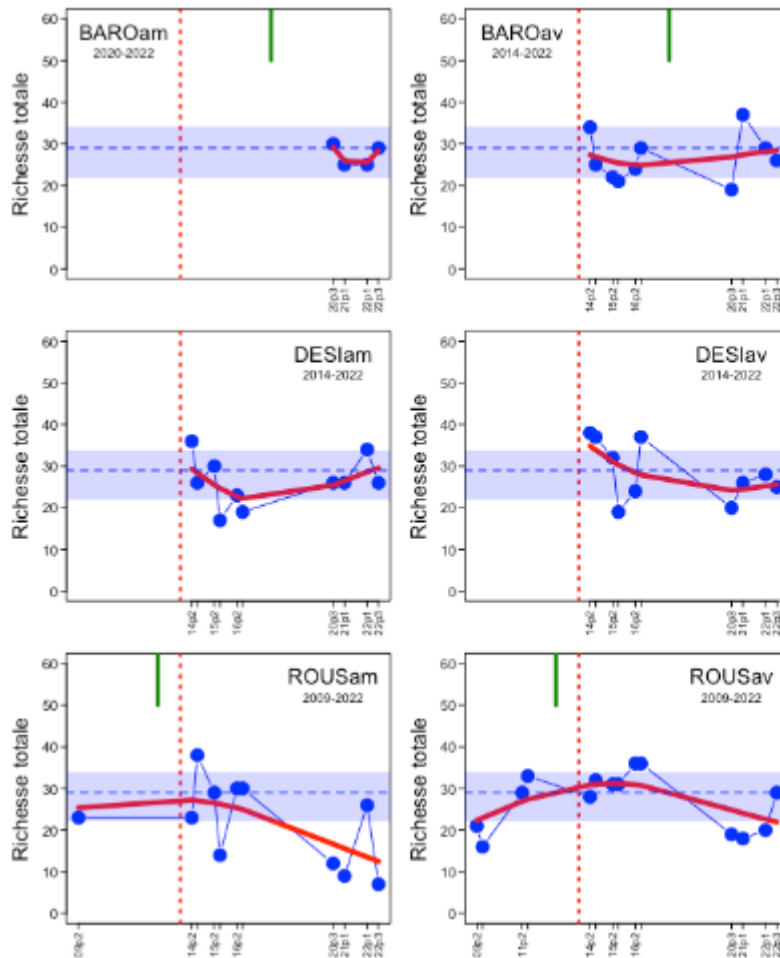 BAROam
2020-2022
Richesse totale
60
50
40
30
20
10
0
20p3
21p1
22p1
22p3
BAROav
2014-2022
Richesse totale
60
50
40
30
20
10
0
14p2
15p2
16p2
20p3
21p1
22p1
22p3
DESIam
2014-2022
Richesse totale
60
50
40
30
20
10
0
14p2
15p2
16p2
20p3
21p1
22p1
22p3
DESIav
2014-2022
Richesse totale
60
50
40
30
20
10
0
14p2
15p2
16p2
20p3
21p1
22p1
22p3
ROUSam
2009-2022
Richesse totale
60
50
40
30
20
10
0
09p2
14p2
15p2
16p2
20p3
21p1
22p1
22p3
ROUSav
2009-2022
Richesse totale
60
50
40
30
20
10
0
09p2
11p2
14p2
15p2
16p2
20p3
21p1
22p1
22p3